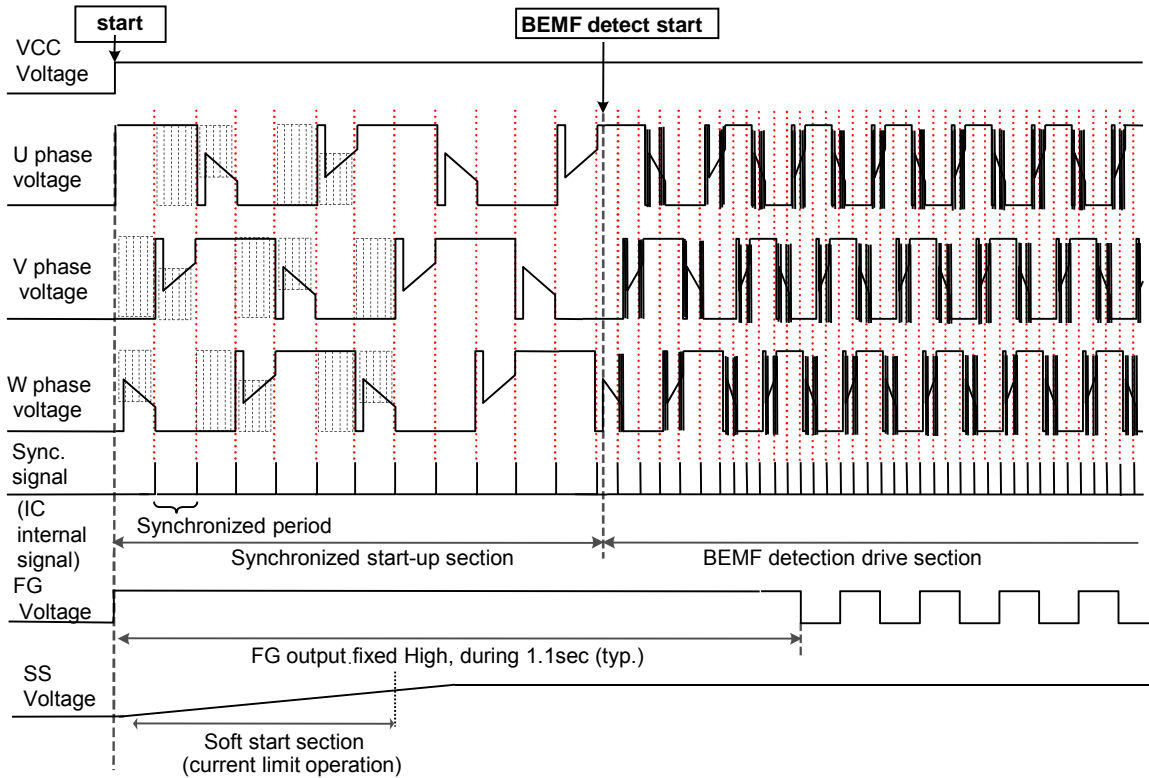 start
BEMF detect start
VCC
Voltage
U phase
voltage
V phase
voltage
W phase
voltage
Sync.
signal
(IC
internal
signal)
Synchronized period
Synchronized start-up section
BEMF detection drive section
FG
Voltage
FG output fixed High, during 1.1sec (typ.)
SS
Voltage
Soft start section
(current limit operation)